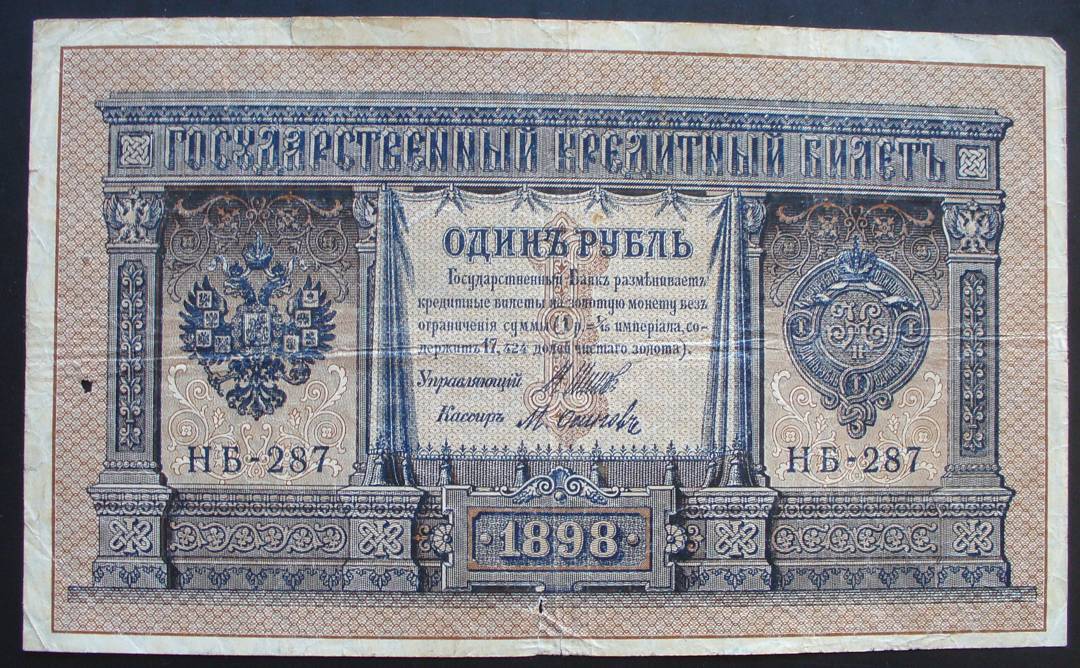 ГОСУДАРСТВЕННЫЙ КРЕДИТНЫЙ БИЛЕТЪ
ОДИНЪ РУБЛЬ
Государственный Банкъ размѣниваетъ
кредитные билеты на золотую монету безъ
ограниченія суммы (1 р.= 1/15 имперіала, со-
держитъ 17,424 долей чистаго золота).
Управляющій
Кассиръ
НБ-287
НБ-287
1898